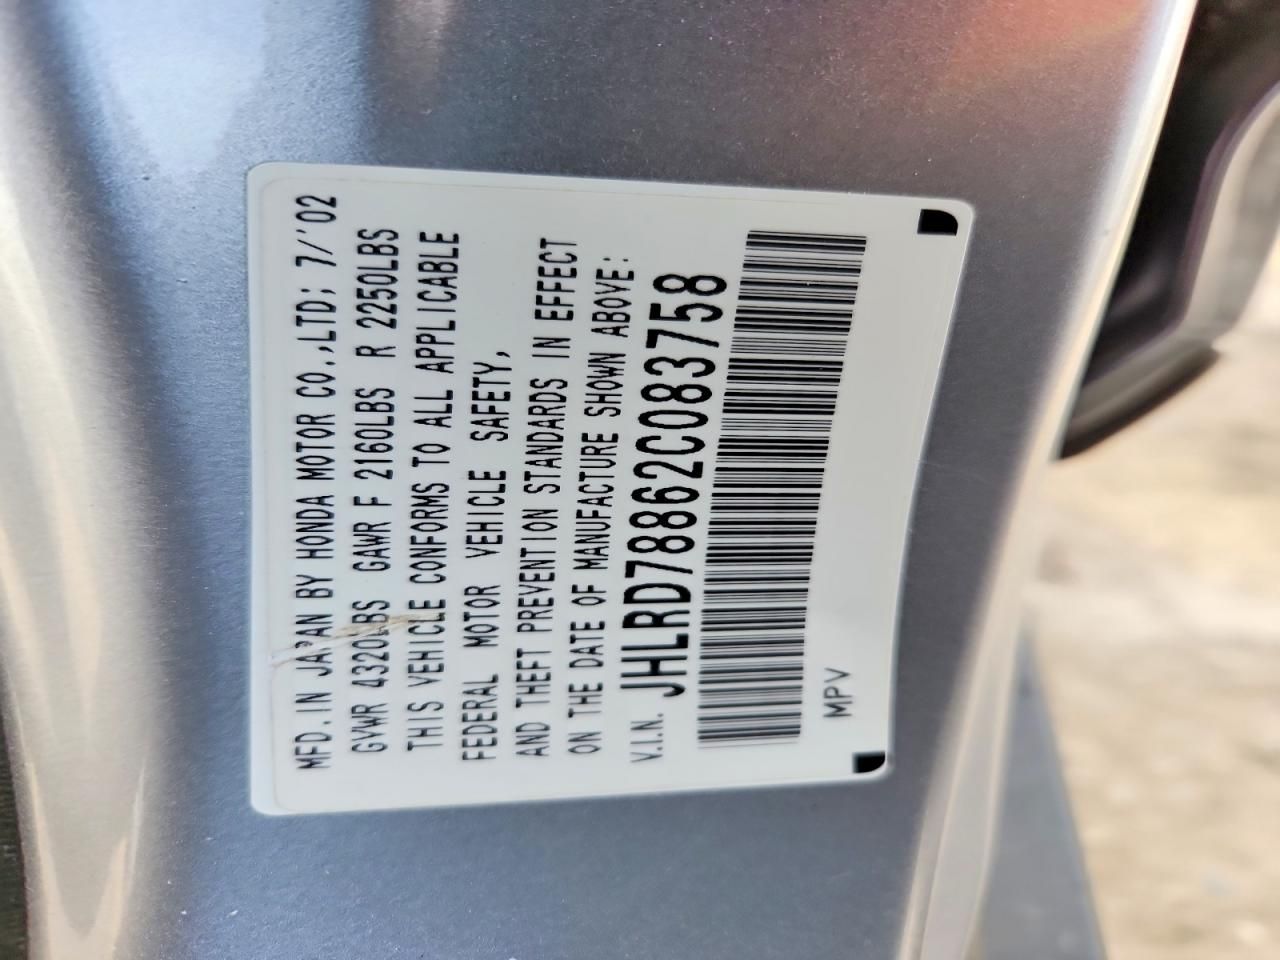 MFD. IN JAPAN BY HONDA MOTOR CO.,LTD; 7/'02
GVWR 4320LBS GAWR F 2160LBS R 2250LBS
THIS VEHICLE CONFORMS TO ALL APPLICABLE
FEDERAL MOTOR VEHICLE SAFETY,
AND THEFT PREVENTION STANDARDS IN EFFECT
ON THE DATE OF MANUFACTURE SHOWN ABOVE:
V.I.N. JHLRD78862C083758
MPV